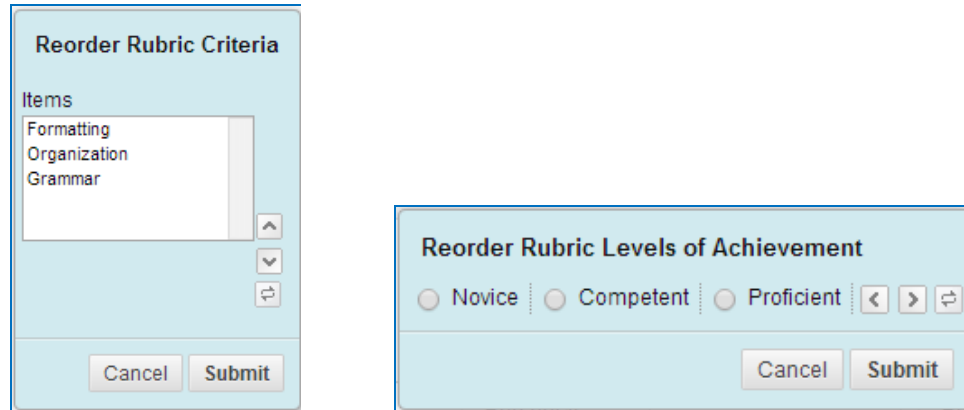 Reorder Rubric Criteria
Items
Formatting
Organization
Grammar
Cancel Submit
Reorder Rubric Levels of Achievement
Novice Competent Proficient
Cancel Submit